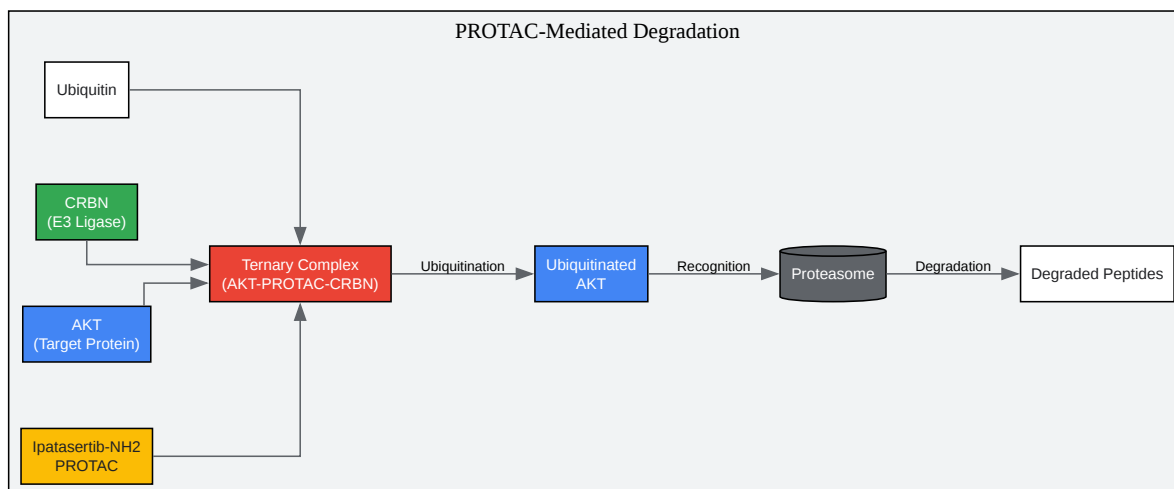 PROTAC-Mediated Degradation
Ubiquitin
CRBN
(E3 Ligase)
AKT
(Target Protein)
Ipatasertib-NH2
PROTAC
Ternary Complex
(AKT-PROTAC-CRBN)
Ubiquitination
Ubiquitinated
AKT
Recognition
Proteasome
Degradation
Degraded Peptides